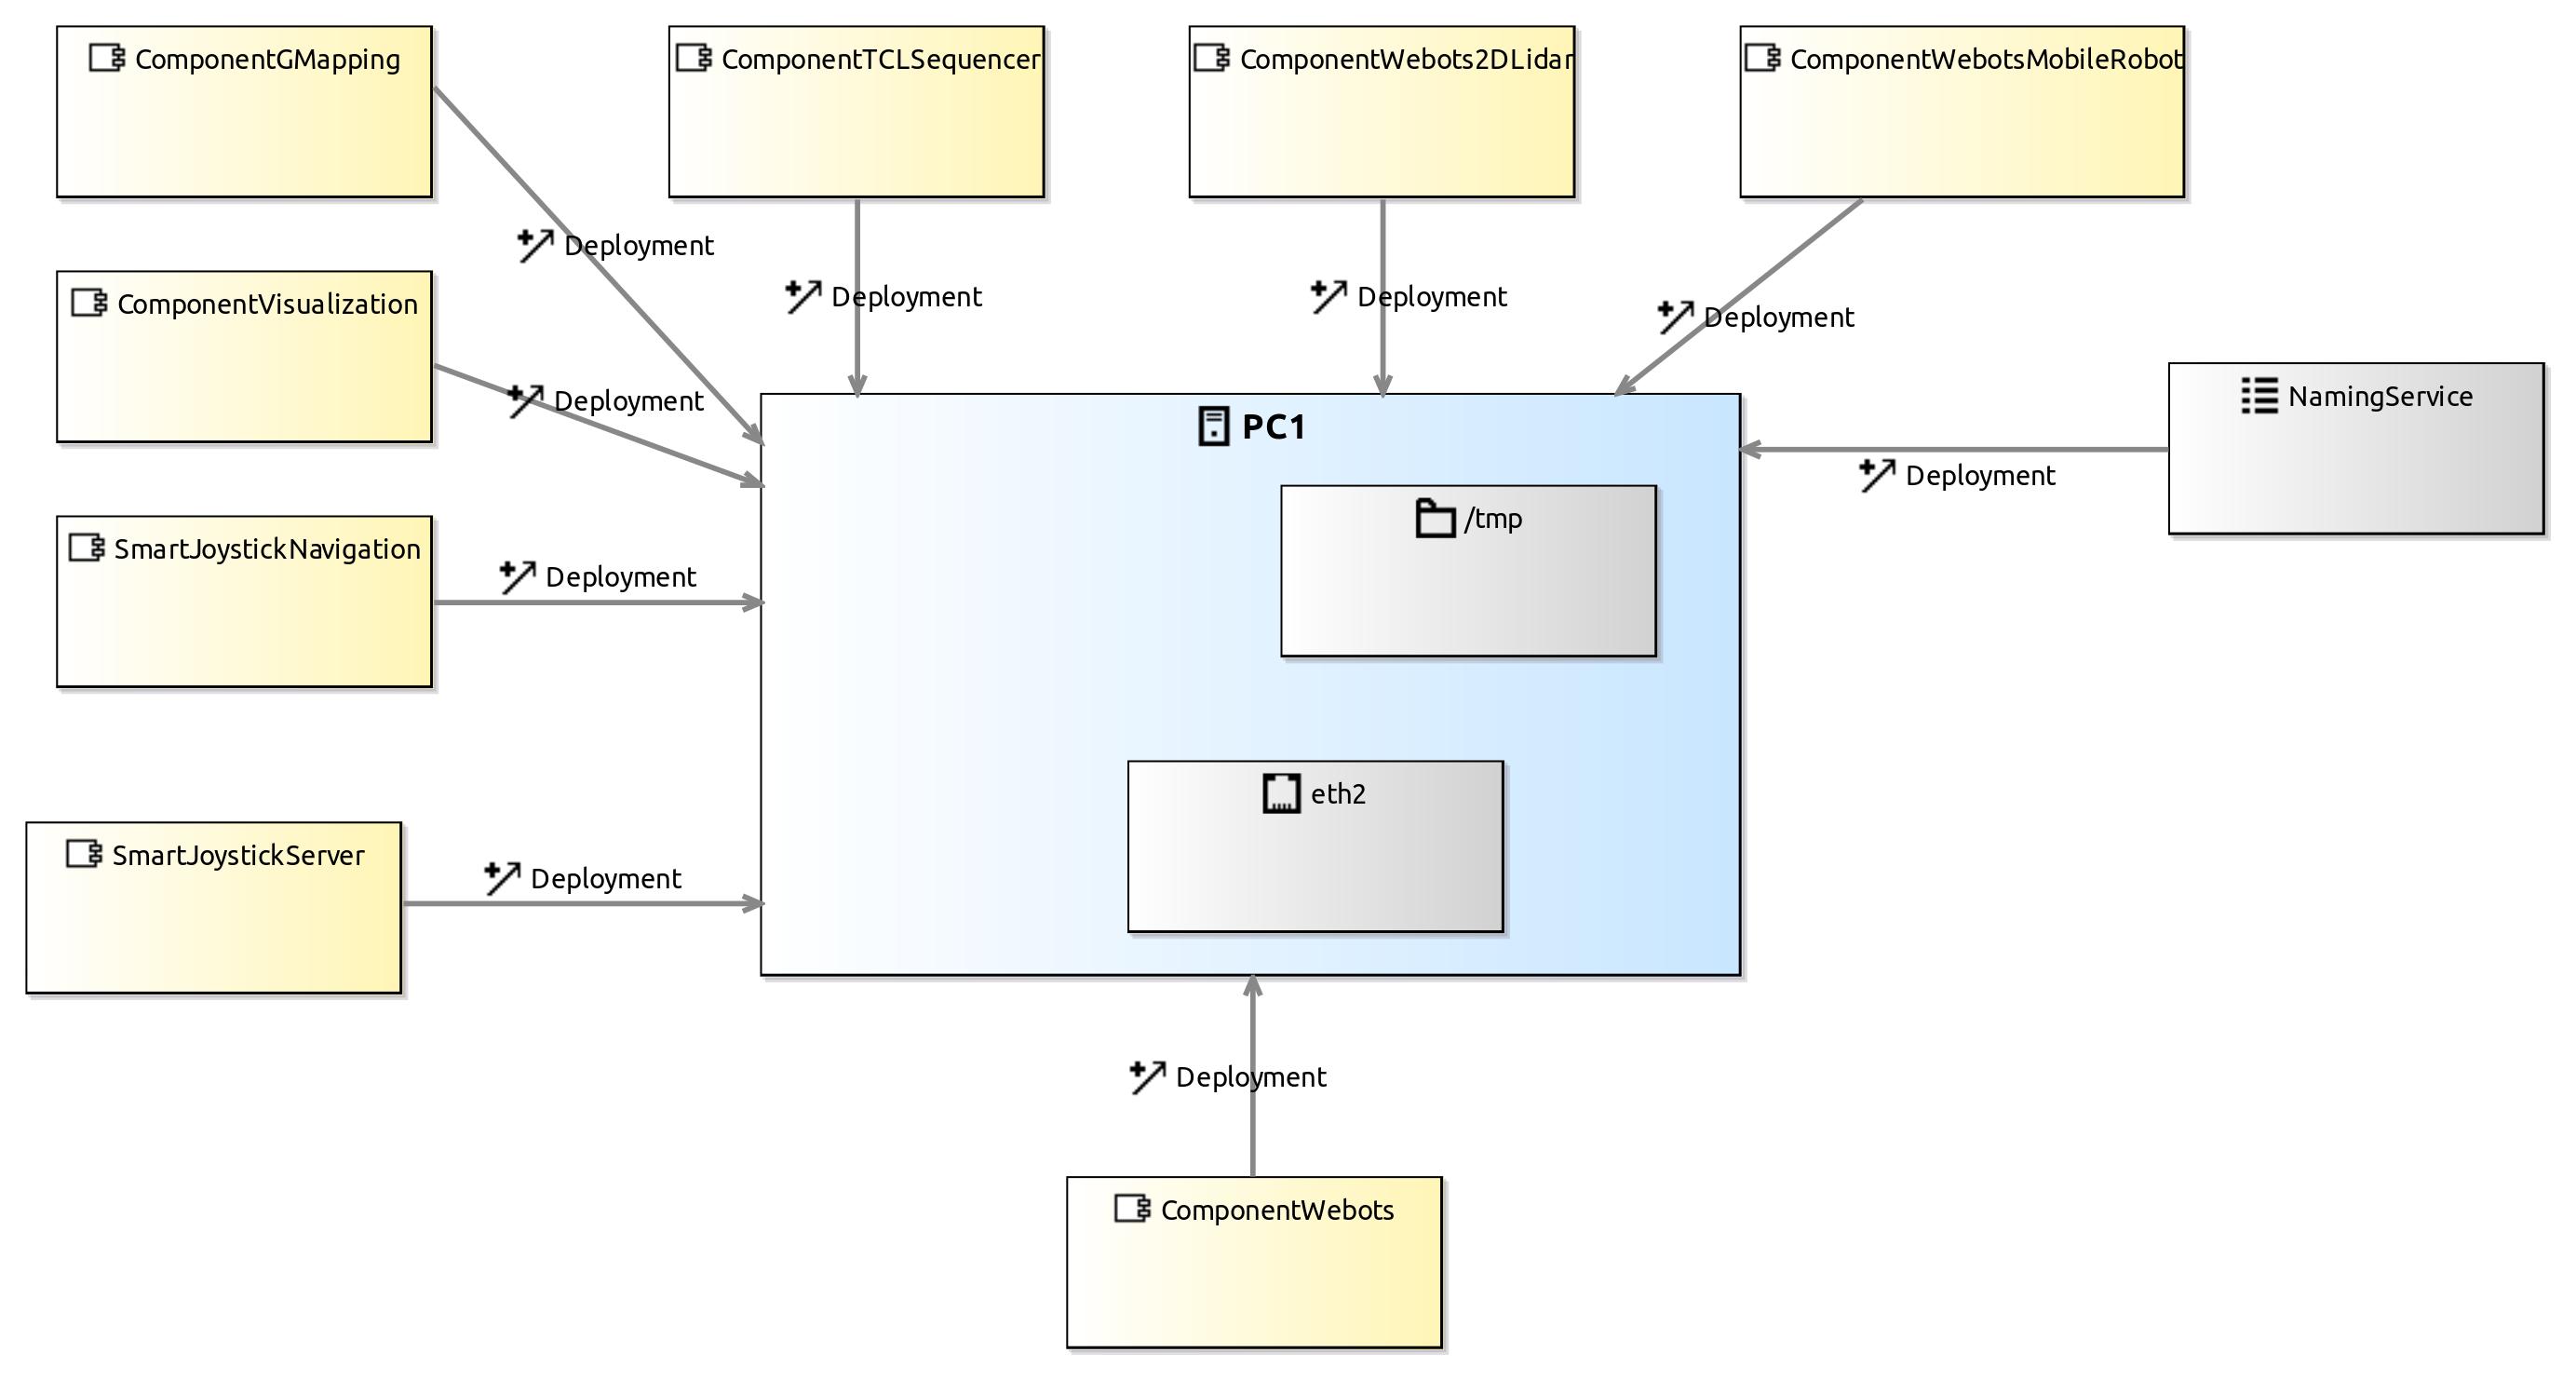 ComponentGMapping
ComponentTCLSequencer
ComponentWebots2DLidar
ComponentWebotsMobileRobot
Deployment
ComponentVisualization
Deployment
Deployment
Deployment
NamingService
Deployment
PC1
Deployment
/tmp
SmartJoystickNavigation
Deployment
eth2
SmartJoystickServer
Deployment
Deployment
ComponentWebots